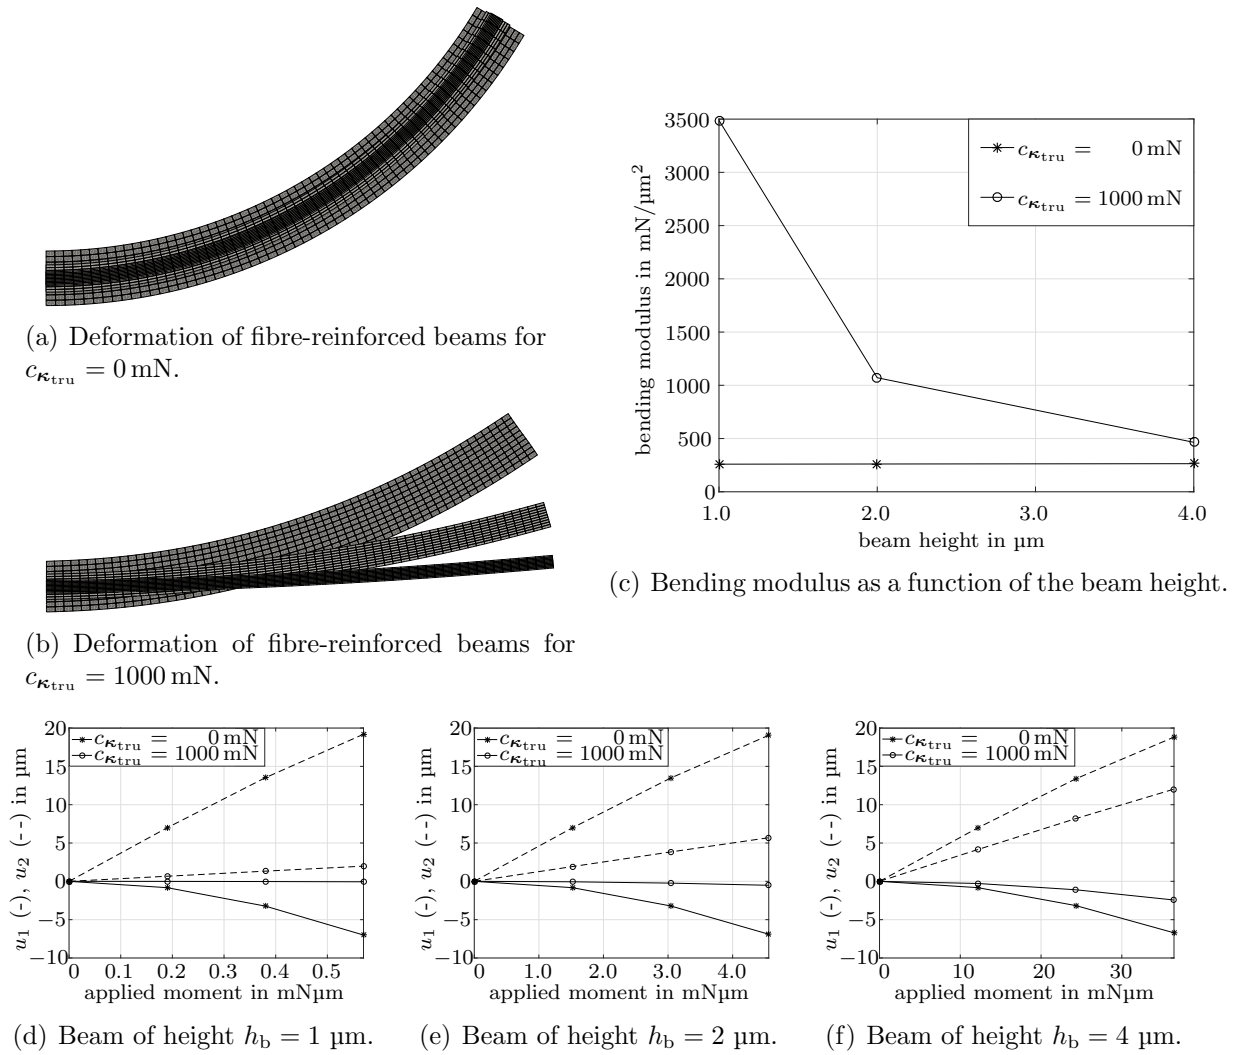 (a) Deformation of fibre-reinforced beams for
c_κtru = 0 mN.
(b) Deformation of fibre-reinforced beams for
c_κtru = 1000 mN.
bending modulus in mN/µm²
3500
3000
2500
2000
1500
1000
500
0
1.0 2.0 3.0 4.0
beam height in µm
c_κtru = 0 mN
c_κtru = 1000 mN
(c) Bending modulus as a function of the beam height.
u₁ (-), u₂ (--) in µm
20
15
10
5
0
−5
−10
0 0.1 0.2 0.3 0.4 0.5
applied moment in mNµm
c_κtru = 0 mN
c_κtru = 1000 mN
(d) Beam of height h_b = 1 µm.
u₁ (-), u₂ (--) in µm
20
15
10
5
0
−5
−10
0 1.0 2.0 3.0 4.0
applied moment in mNµm
c_κtru = 0 mN
c_κtru = 1000 mN
(e) Beam of height h_b = 2 µm.
u₁ (-), u₂ (--) in µm
20
15
10
5
0
−5
−10
0 10 20 30
applied moment in mNµm
c_κtru = 0 mN
c_κtru = 1000 mN
(f) Beam of height h_b = 4 µm.